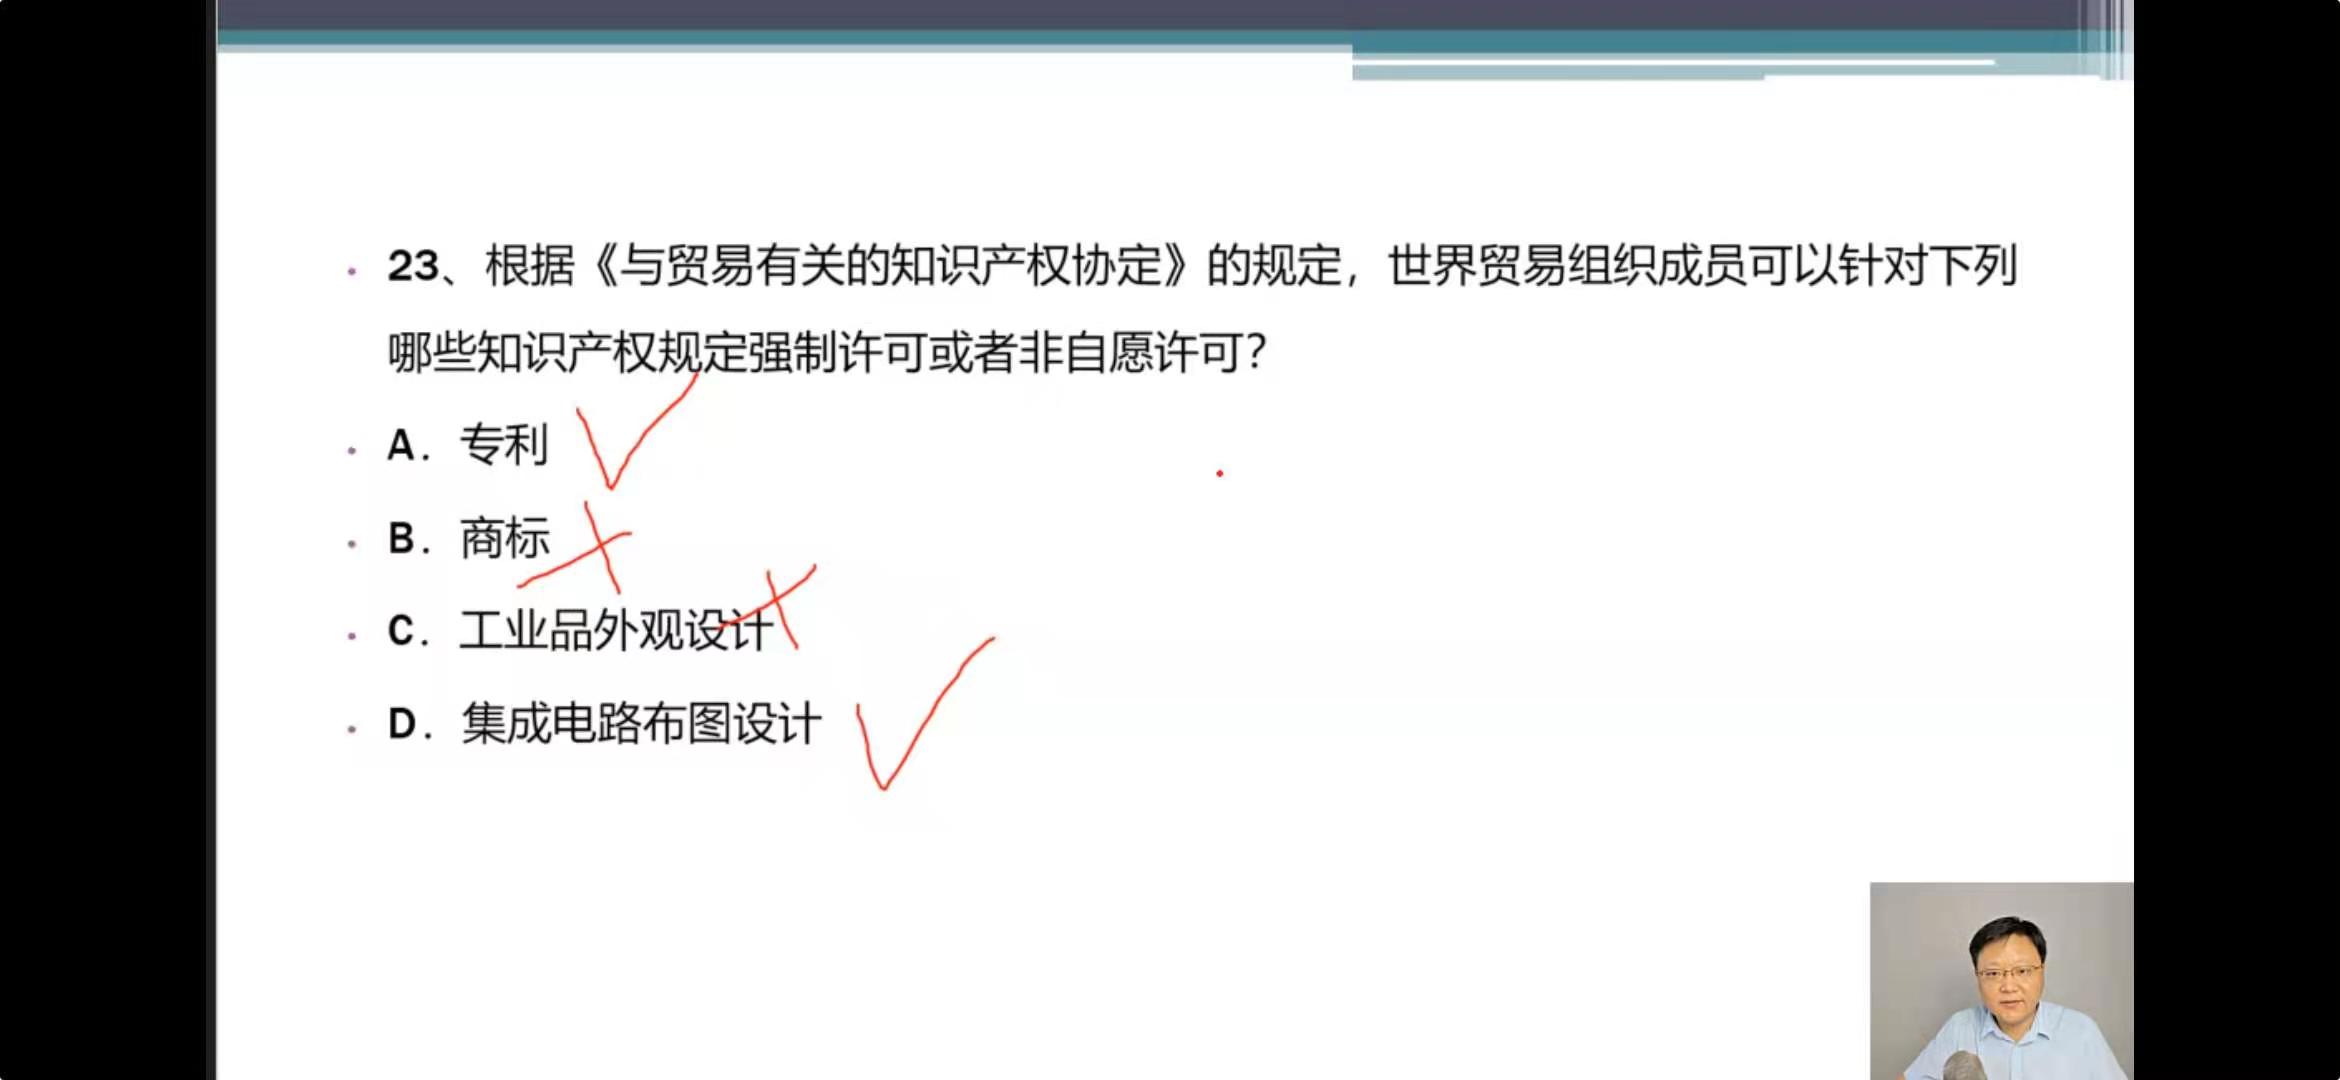 23、根据《与贸易有关的知识产权协定》的规定，世界贸易组织成员可以针对下列
哪些知识产权规定强制许可或者非自愿许可？
A．专利
B．商标
C．工业品外观设计
D．集成电路布图设计